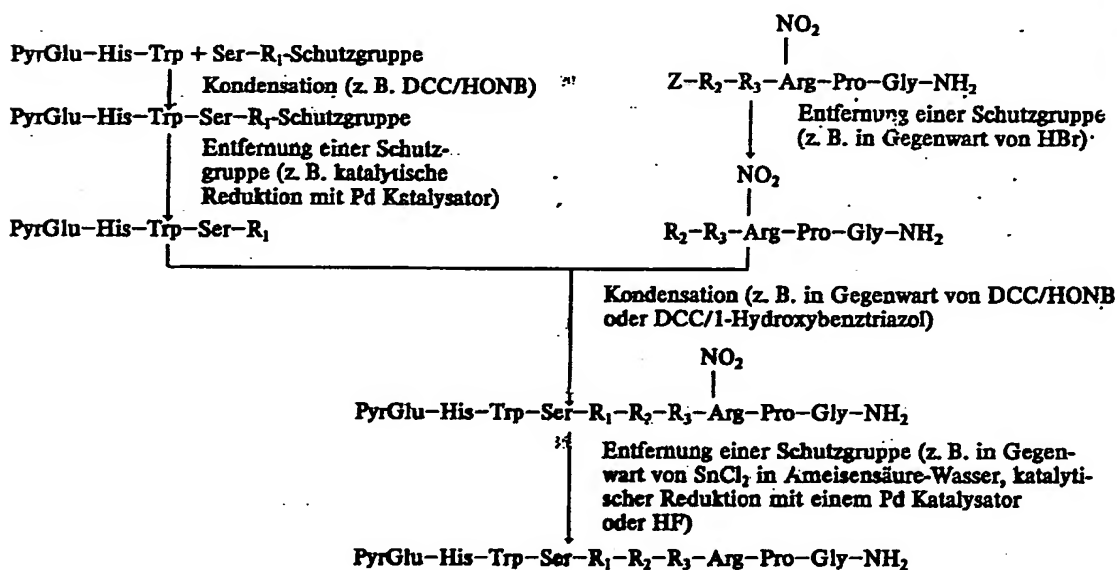 PyrGlu–His–Trp + Ser–R₁-Schutzgruppe
Kondensation (z. B. DCC/HONB)
PyrGlu–His–Trp–Ser–R₁-Schutzgruppe
Entfernung einer Schutz-
gruppe (z. B. katalytische
Reduktion mit Pd Katalysator)
PyrGlu–His–Trp–Ser–R₁
NO₂
Z–R₂–R₃–Arg–Pro–Gly–NH₂
Entfernung einer Schutzgruppe
(z. B. in Gegenwart von HBr)
NO₂
R₂–R₃–Arg–Pro–Gly–NH₂
Kondensation (z. B. in Gegenwart von DCC/HONB
oder DCC/1-Hydroxybenztriazol)
NO₂
PyrGlu–His–Trp–Ser–R₁–R₂–R₃–Arg–Pro–Gly–NH₂
Entfernung einer Schutzgruppe (z. B. in Gegen-
wart von SnCl₂ in Ameisensäure-Wasser, katalyti-
scher Reduktion mit einem Pd Katalysator
oder HF)
PyrGlu–His–Trp–Ser–R₁–R₂–R₃–Arg–Pro–Gly–NH₂